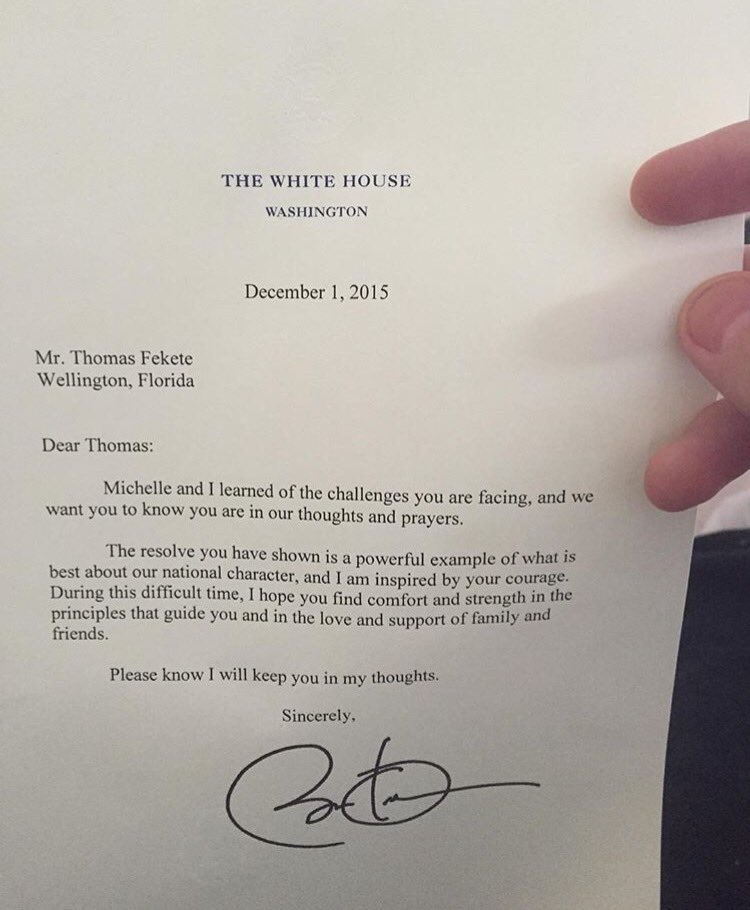 THE WHITE HOUSE
WASHINGTON
December 1, 2015
Mr. Thomas Fekete
Wellington, Florida
Dear Thomas:
Michelle and I learned of the challenges you are facing, and we
want you to know you are in our thoughts and prayers.
The resolve you have shown is a powerful example of what is
best about our national character, and I am inspired by your courage.
During this difficult time, I hope you find comfort and strength in the
principles that guide you and in the love and support of family and
friends.
Please know I will keep you in my thoughts.
Sincerely,